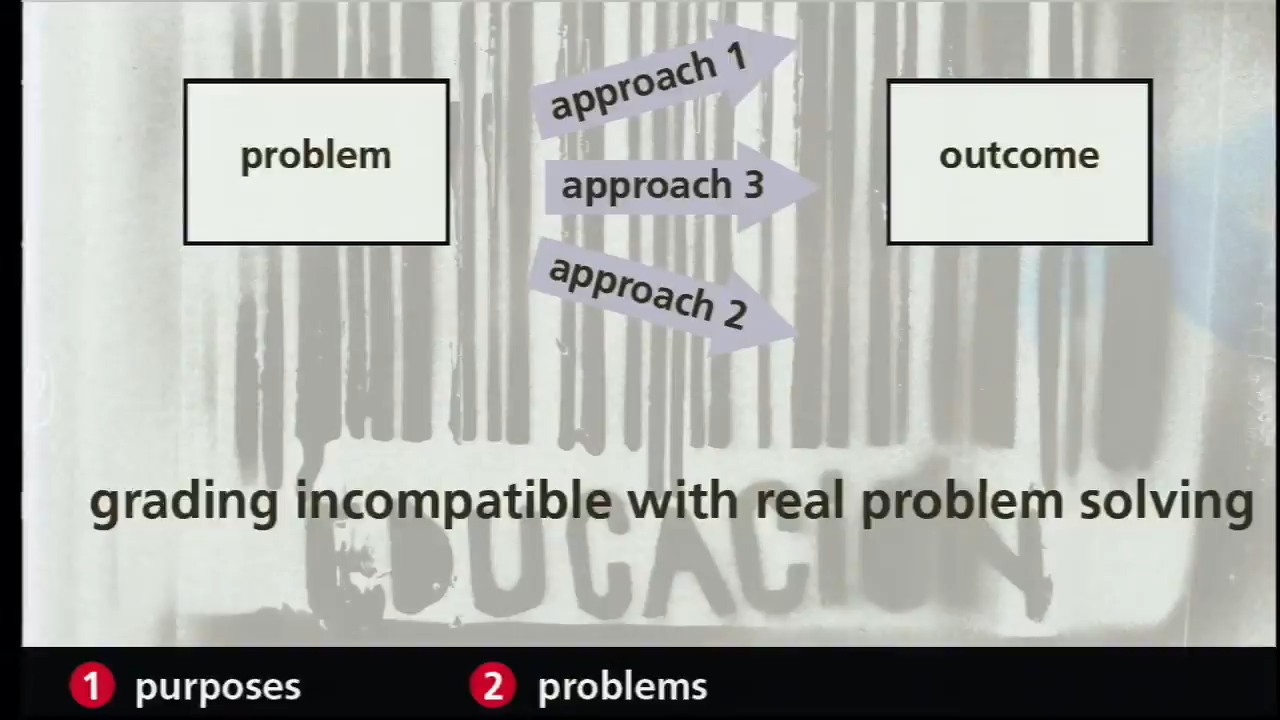 approach 1
problem
outcome
approach 3
approach 2
grading incompatible with real problem solving
EDUCACION
1 purposes
2 problems